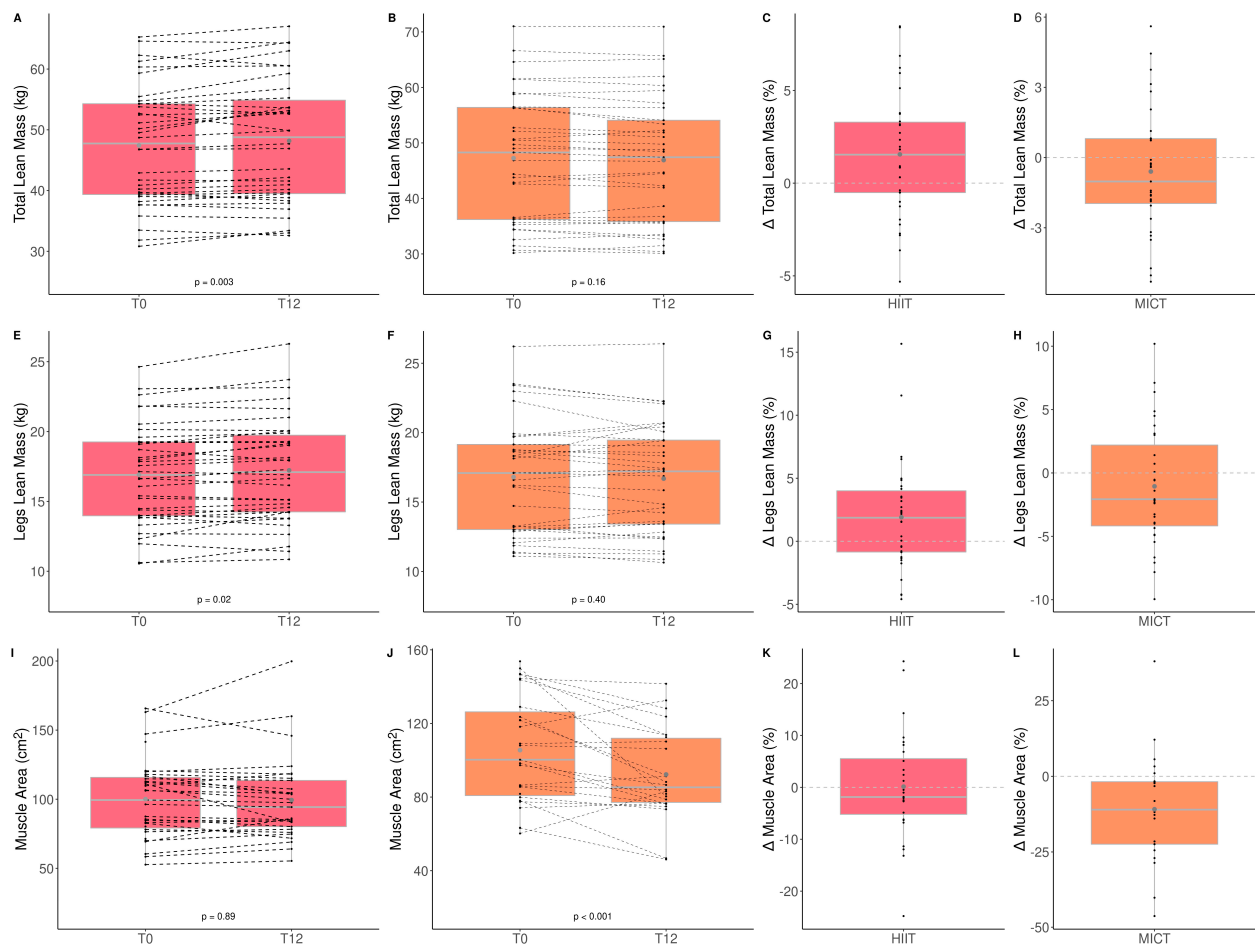 A
Total Lean Mass (kg)
60
50
40
30
p = 0.003
T0
T12
B
Total Lean Mass (kg)
70
60
50
40
30
p = 0.16
T0
T12
C
Δ Total Lean Mass (%)
5
0
-5
HIIT
D
Δ Total Lean Mass (%)
6
3
0
-3
MICT
E
Legs Lean Mass (kg)
25
20
15
10
p = 0.02
T0
T12
F
Legs Lean Mass (kg)
25
20
15
10
p = 0.40
T0
T12
G
Δ Legs Lean Mass (%)
15
10
5
0
-5
HIIT
H
Δ Legs Lean Mass (%)
10
5
0
-5
-10
MICT
I
Muscle Area (cm²)
200
150
100
50
p = 0.89
T0
T12
J
Muscle Area (cm²)
160
120
80
40
p < 0.001
T0
T12
K
Δ Muscle Area (%)
20
10
0
-10
-20
HIIT
L
Δ Muscle Area (%)
25
0
-25
-50
MICT